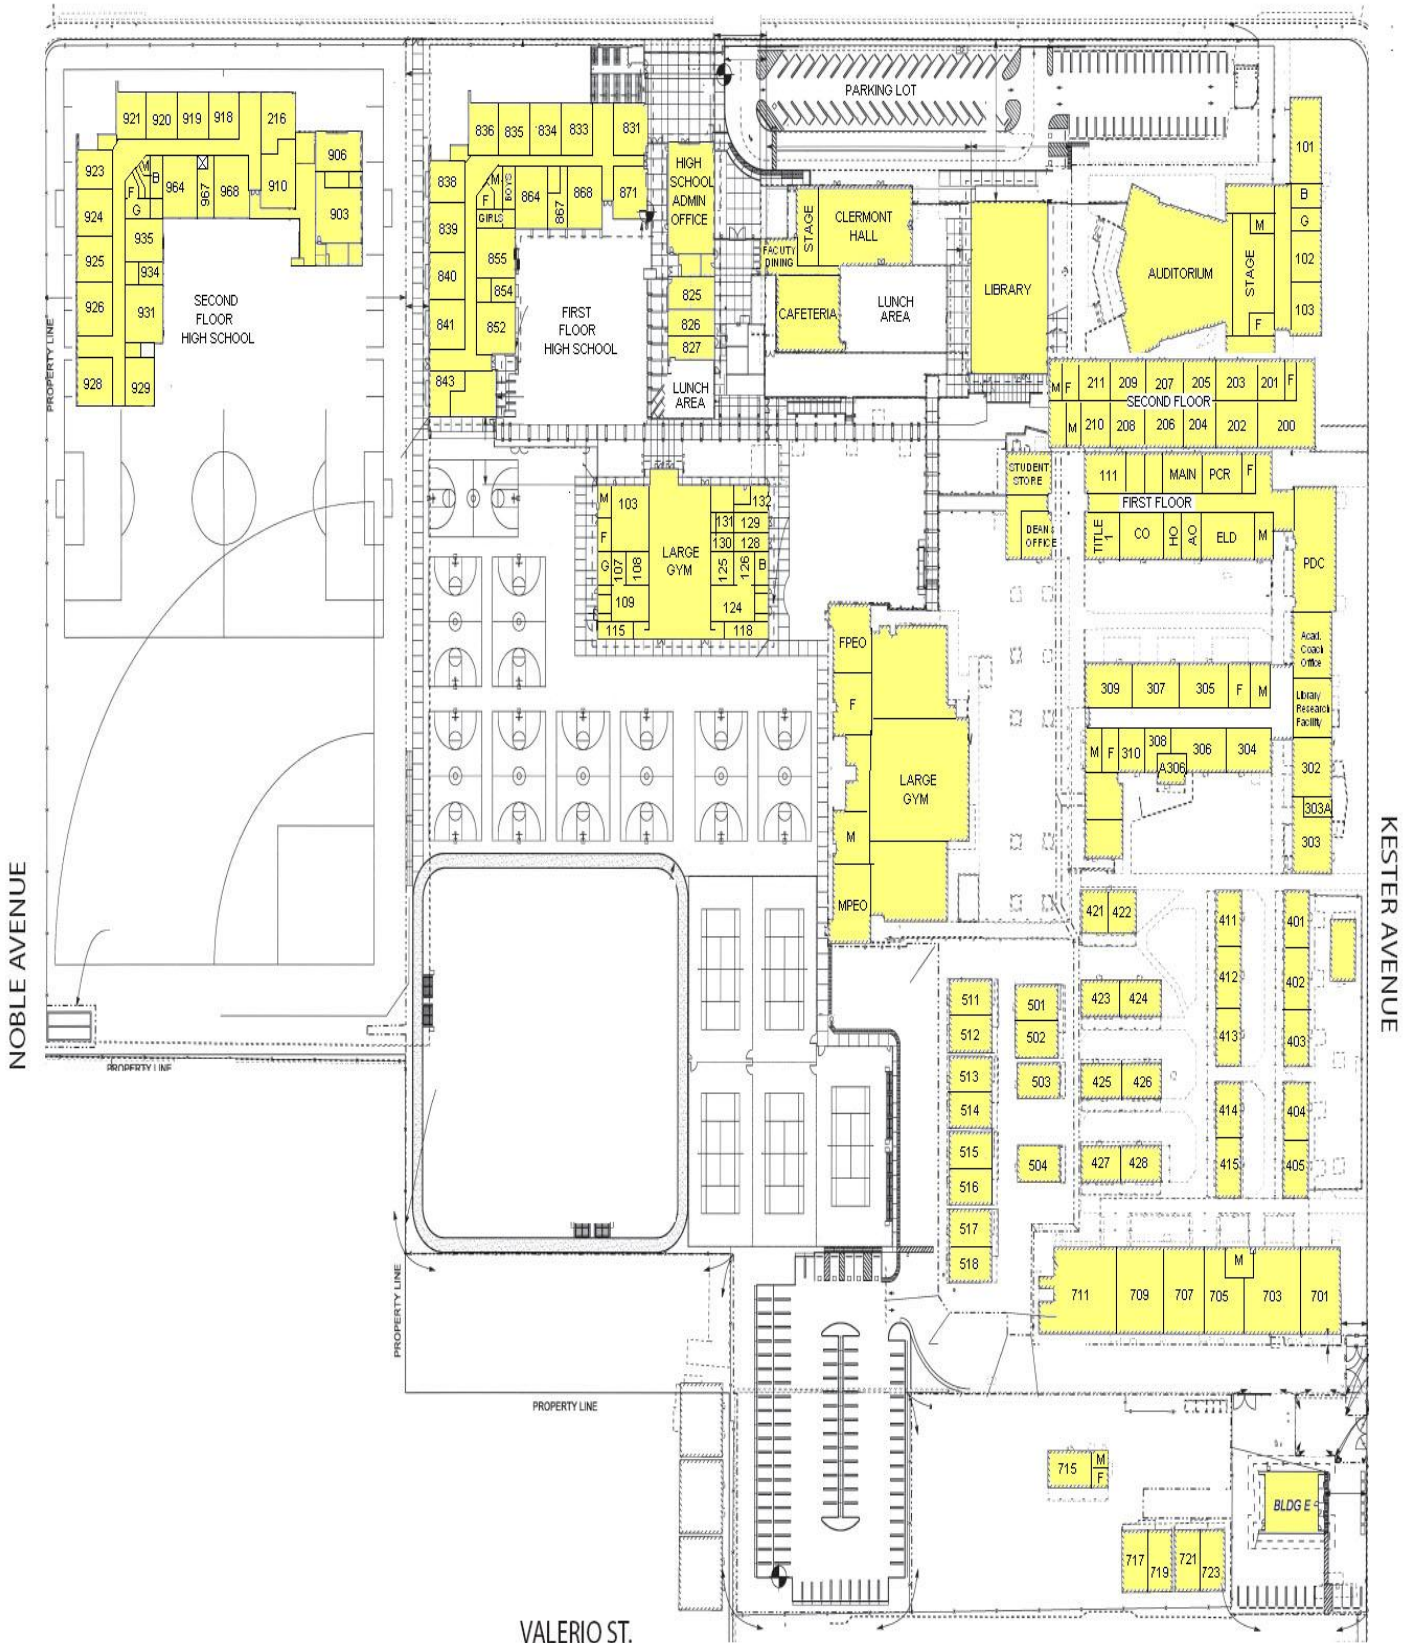 PARKING LOT
921 920 919 918 216
906
923
M
F
B
964
967
968
910
903
924
G
935
925
934
926
931
928
929
SECOND
FLOOR
HIGH SCHOOL
PROPERTY LINE
836 835 834 833 831
838
M
F
BOYS
864
867
868
871
GIRLS
839
855
840
854
841
852
843
FIRST
FLOOR
HIGH SCHOOL
HIGH
SCHOOL
ADMIN
OFFICE
825
826
827
LUNCH
AREA
STAGE
CLERMONT
HALL
FACUTY
DINING
CAFETERIA
LUNCH
AREA
LIBRARY
AUDITORIUM
STAGE
M
F
101
B
G
102
103
M F 211 209 207 205 203 201 F
SECOND FLOOR
M 210 208 206 204 202 200
STUDENT
STORE
DEANS
OFFICE
111 MAIN PCR F
FIRST FLOOR
TITLE
1
CO
HO
AO
ELD
M
PDC
Acad.
Coach
Office
Library
Research
Facility
M
103
132
131 129
F
130 128
G
107
108
LARGE
GYM
125
126
B
109
124
115
118
FPEO
F
LARGE
GYM
M
MPEO
309 307 305 F M
M F 310 308 306 304
A306
302
303A
303
421 422
411
401
412
402
423 424
413
403
425 426
414
404
427 428
415
405
511
501
512
502
513
503
514
515
504
516
517
518
M
711 709 707 705 703 701
715
M
F
BLDG E
717
719
721
723
NOBLE AVENUE
KESTER AVENUE
PROPERTY LINE
PROPERTY LINE
PROPERTY LINE
VALERIO ST.